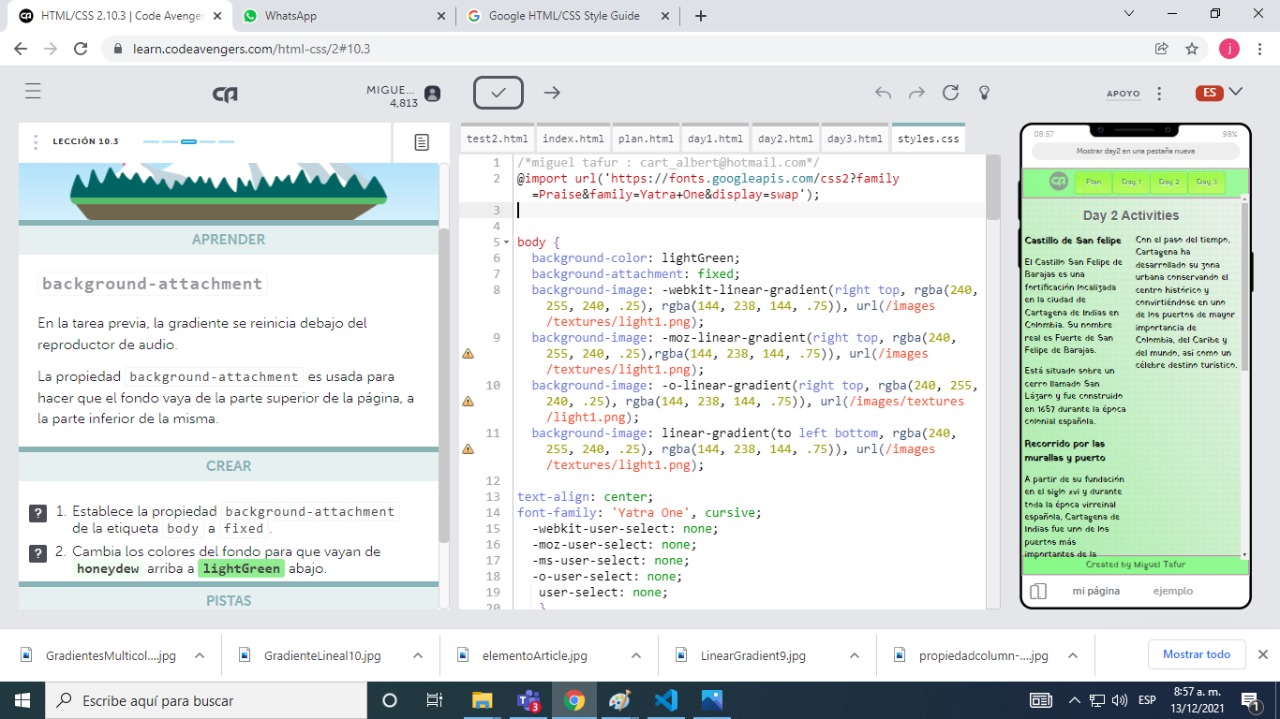 HTML/CSS 2.10.3 | Code Avenge
WhatsApp
Google HTML/CSS Style Guide
learn.codeavengers.com/html-css/2#10.3
j
MIGUE...
4,813
APOYO
ES
LECCIÓN 10.3
APRENDER
background-attachment
En la tarea previa, la gradiente se reinicia debajo del
reproductor de audio.
La propiedad background-attachment es usada para
hacer que el fondo vaya de la parte superior de la página, a
la parte inferior de la misma.
CREAR
? 1. Establece la propiedad background-attachment
de la etiqueta body a fixed.
? 2. Cambia los colores del fondo para que vayan de
honeydew arriba a lightGreen abajo.
PISTAS
test2.html index.html plan.html day1.html day2.html day3.html styles.css
1 /*miguel tafur : cart_albert@hotmail.com*/
2 @import url('https://fonts.googleapis.com/css2?family
=Praise&family=Yatra+One&display=swap');
3
4
5 body {
6 background-color: lightGreen;
7 background-attachment: fixed;
8 background-image: -webkit-linear-gradient(right top, rgba(240,
255, 240, .25), rgba(144, 238, 144, .75)), url(/images
/textures/light1.png);
9 background-image: -moz-linear-gradient(right top, rgba(240,
255, 240, .25),rgba(144, 238, 144, .75)), url(/images
/textures/light1.png);
10 background-image: -o-linear-gradient(right top, rgba(240, 255,
240, .25), rgba(144, 238, 144, .75)), url(/images/textures
/light1.png);
11 background-image: linear-gradient(to left bottom, rgba(240,
255, 240, .25), rgba(144, 238, 144, .75)), url(/images
/textures/light1.png);
12
13 text-align: center;
14 font-family: 'Yatra One', cursive;
15 -webkit-user-select: none;
16 -moz-user-select: none;
17 -ms-user-select: none;
18 -o-user-select: none;
19 user-select: none;
20 }
08:57 98%
Mostrar day2 en una pestaña nueva
Plan Day 1 Day 2 Day 3
Day 2 Activities
Castillo de San felipe
El Castillo San Felipe de
Barajas es una
fortificación localizada
en la ciudad de
Cartagena de Indias en
Colombia. Su nombre
real es Fuerte de San
Felipe de Barajas.
Está situado sobre un
cerro llamado San
Lázaro y fue construido
en 1657 durante la época
colonial española.
Recorrido por las
murallas y puerto
A partir de su fundación
en el siglo xvi y durante
toda la época virreinal
española, Cartagena de
Indias fue uno de los
puertos más
importantes de la
Con el paso del tiempo,
Cartagena ha
desarrollado su zona
urbana conservando el
centro histórico y
convirtiéndose en uno
de los puertos de mayor
importancia de
Colombia, del Caribe y
del mundo, así como un
célebre destino turístico.
Created by Miguel Tafur
mi página ejemplo
GradientesMulticol....jpg
GradienteLineal10.jpg
elementoArticle.jpg
LinearGradient9.jpg
propiedadcolumn-....jpg
Mostrar todo
Escribe aquí para buscar
3
ESP
8:57 a. m.
13/12/2021
1